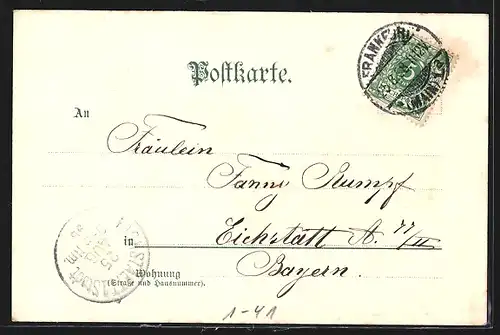 FRANKFURT
(MAIN)
Postkarte.
An
Fräulein
Fanny Rumpf
in Eichstätt A. 77/II
Bayern.
Wohnung
(Straße und Hausnummer).
1-41